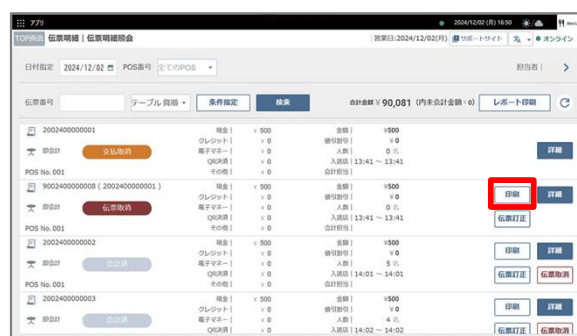 アプリ
2024/12/02 (月) 16:50
TOP画面 伝票明細 | 伝票明細照会
営業日:2024/12/02(月) サポートサイト オンライン
日付指定 2024/12/02 POS番号 全てのPOS 担当者 |
伝票番号 テーブル 降順 条件指定 検索 合計金額 ¥ 90,081 (内未会計金額 : 0) レポート印刷
2002400000001 現金 | ¥ 500 金額 | ¥500
クレジット | ¥ 0 値引割引 | ¥ 0
即会計 支払取消 電子マネー | ¥ 0 人数 | 0 名 詳細
QR決済 | ¥ 0 入退店 | 13:41 ~ 13:41
POS No. 001 その他 | ¥ 0 会計担当 |
9002400000008 ( 2002400000001 ) 現金 | ¥ 500 金額 | ¥500 印刷 詳細
クレジット | ¥ 0 値引割引 | ¥ 0
即会計 伝票取消 電子マネー | ¥ 0 人数 | 0 名 伝票訂正
QR決済 | ¥ 0 入退店 | 13:41 ~ 13:41
POS No. 001 その他 | ¥ 0 会計担当 |
2002400000002 現金 | ¥ 500 金額 | ¥500 印刷 詳細
クレジット | ¥ 0 値引割引 | ¥ 0
即会計 会計済 電子マネー | ¥ 0 人数 | 5 名 伝票訂正 伝票取消
QR決済 | ¥ 0 入退店 | 14:01 ~ 14:01
POS No. 001 その他 | ¥ 0 会計担当 |
2002400000003 現金 | ¥ 500 金額 | ¥500 印刷 詳細
クレジット | ¥ 0 値引割引 | ¥ 0
即会計 会計済 電子マネー | ¥ 0 人数 | 4 名 伝票訂正 伝票取消
QR決済 | ¥ 0 入退店 | 14:02 ~ 14:02